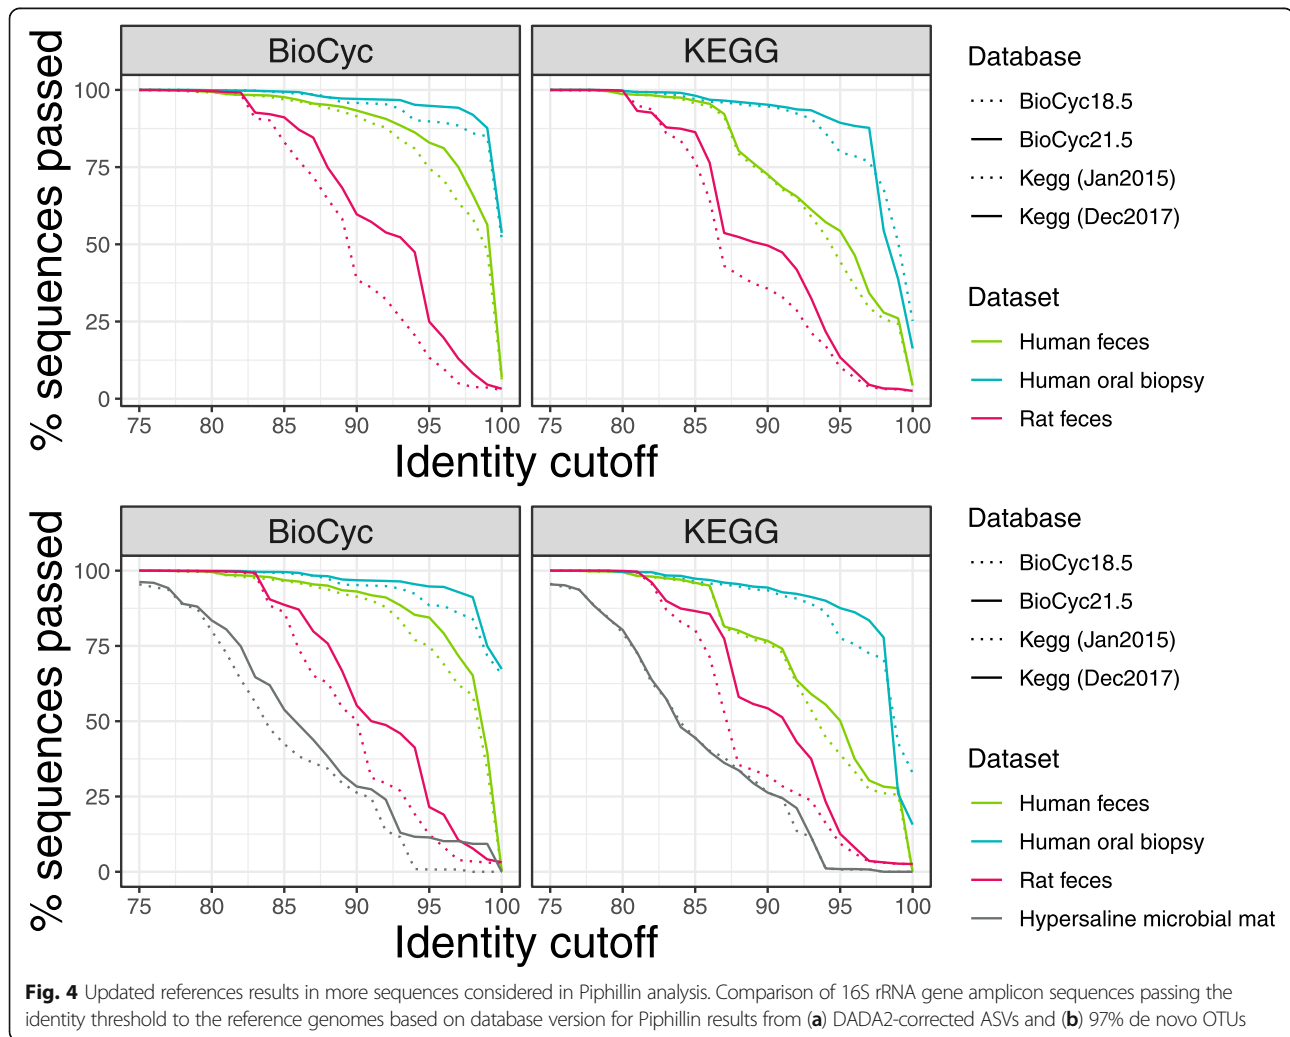 BioCyc
KEGG
% sequences passed
100
75
50
25
0
75 80 85 90 95 100
75 80 85 90 95 100
Identity cutoff
Database
BioCyc18.5
BioCyc21.5
Kegg (Jan2015)
Kegg (Dec2017)
Dataset
Human feces
Human oral biopsy
Rat feces
BioCyc
KEGG
% sequences passed
100
75
50
25
0
75 80 85 90 95 100
75 80 85 90 95 100
Identity cutoff
Database
BioCyc18.5
BioCyc21.5
Kegg (Jan2015)
Kegg (Dec2017)
Dataset
Human feces
Human oral biopsy
Rat feces
Hypersaline microbial mat
Fig. 4 Updated references results in more sequences considered in Piphillin analysis. Comparison of 16S rRNA gene amplicon sequences passing the
identity threshold to the reference genomes based on database version for Piphillin results from (a) DADA2-corrected ASVs and (b) 97% de novo OTUs